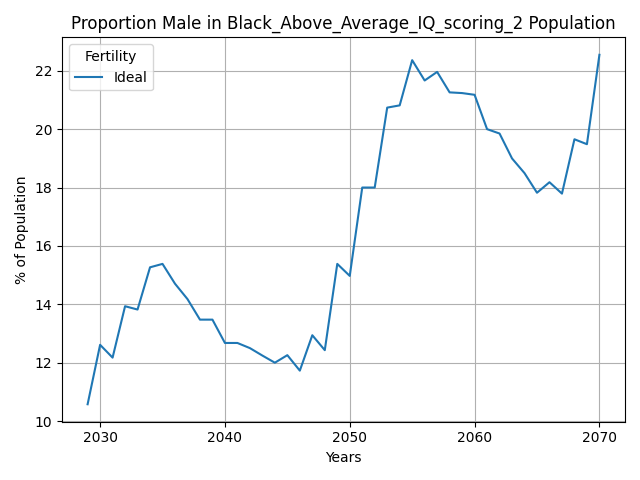 Proportion Male in Black_Above_Average_IQ_scoring_2 Population
Fertility
Ideal
% of Population
22
20
18
16
14
12
10
2030 2040 2050 2060 2070
Years